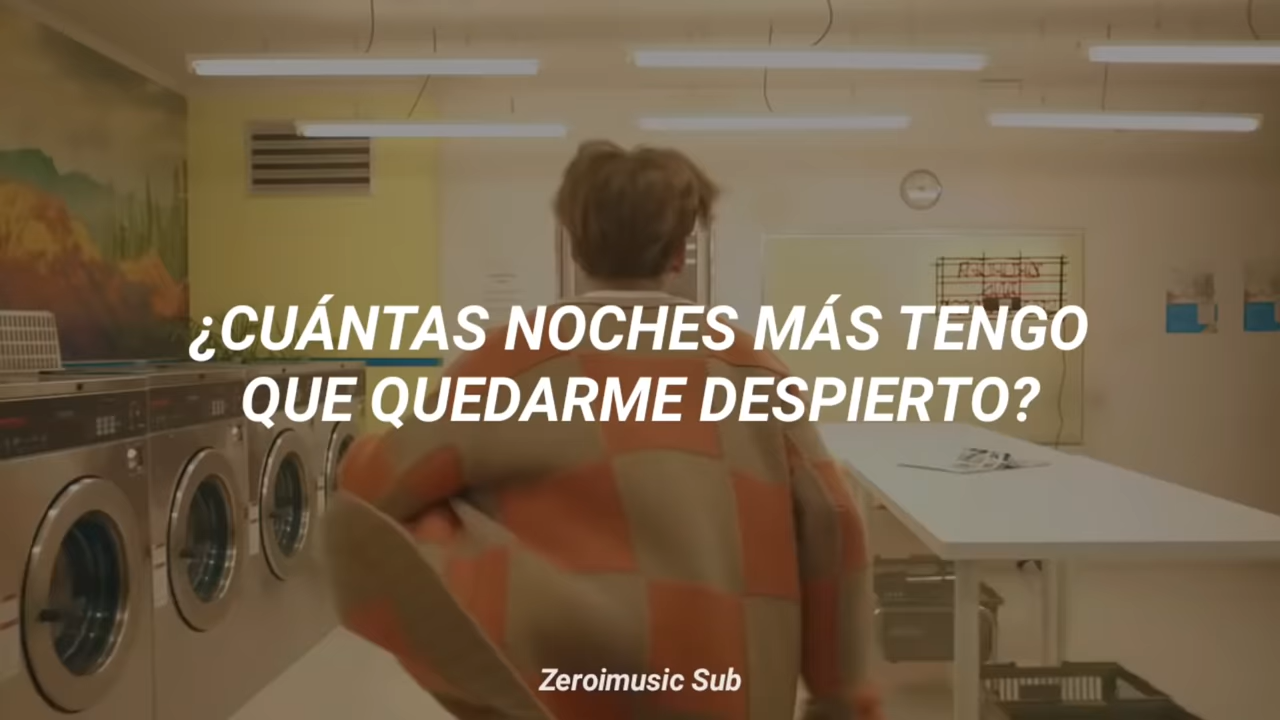 ¿CUÁNTAS NOCHES MÁS TENGO
QUE QUEDARME DESPIERTO?
Zeroimusic Sub